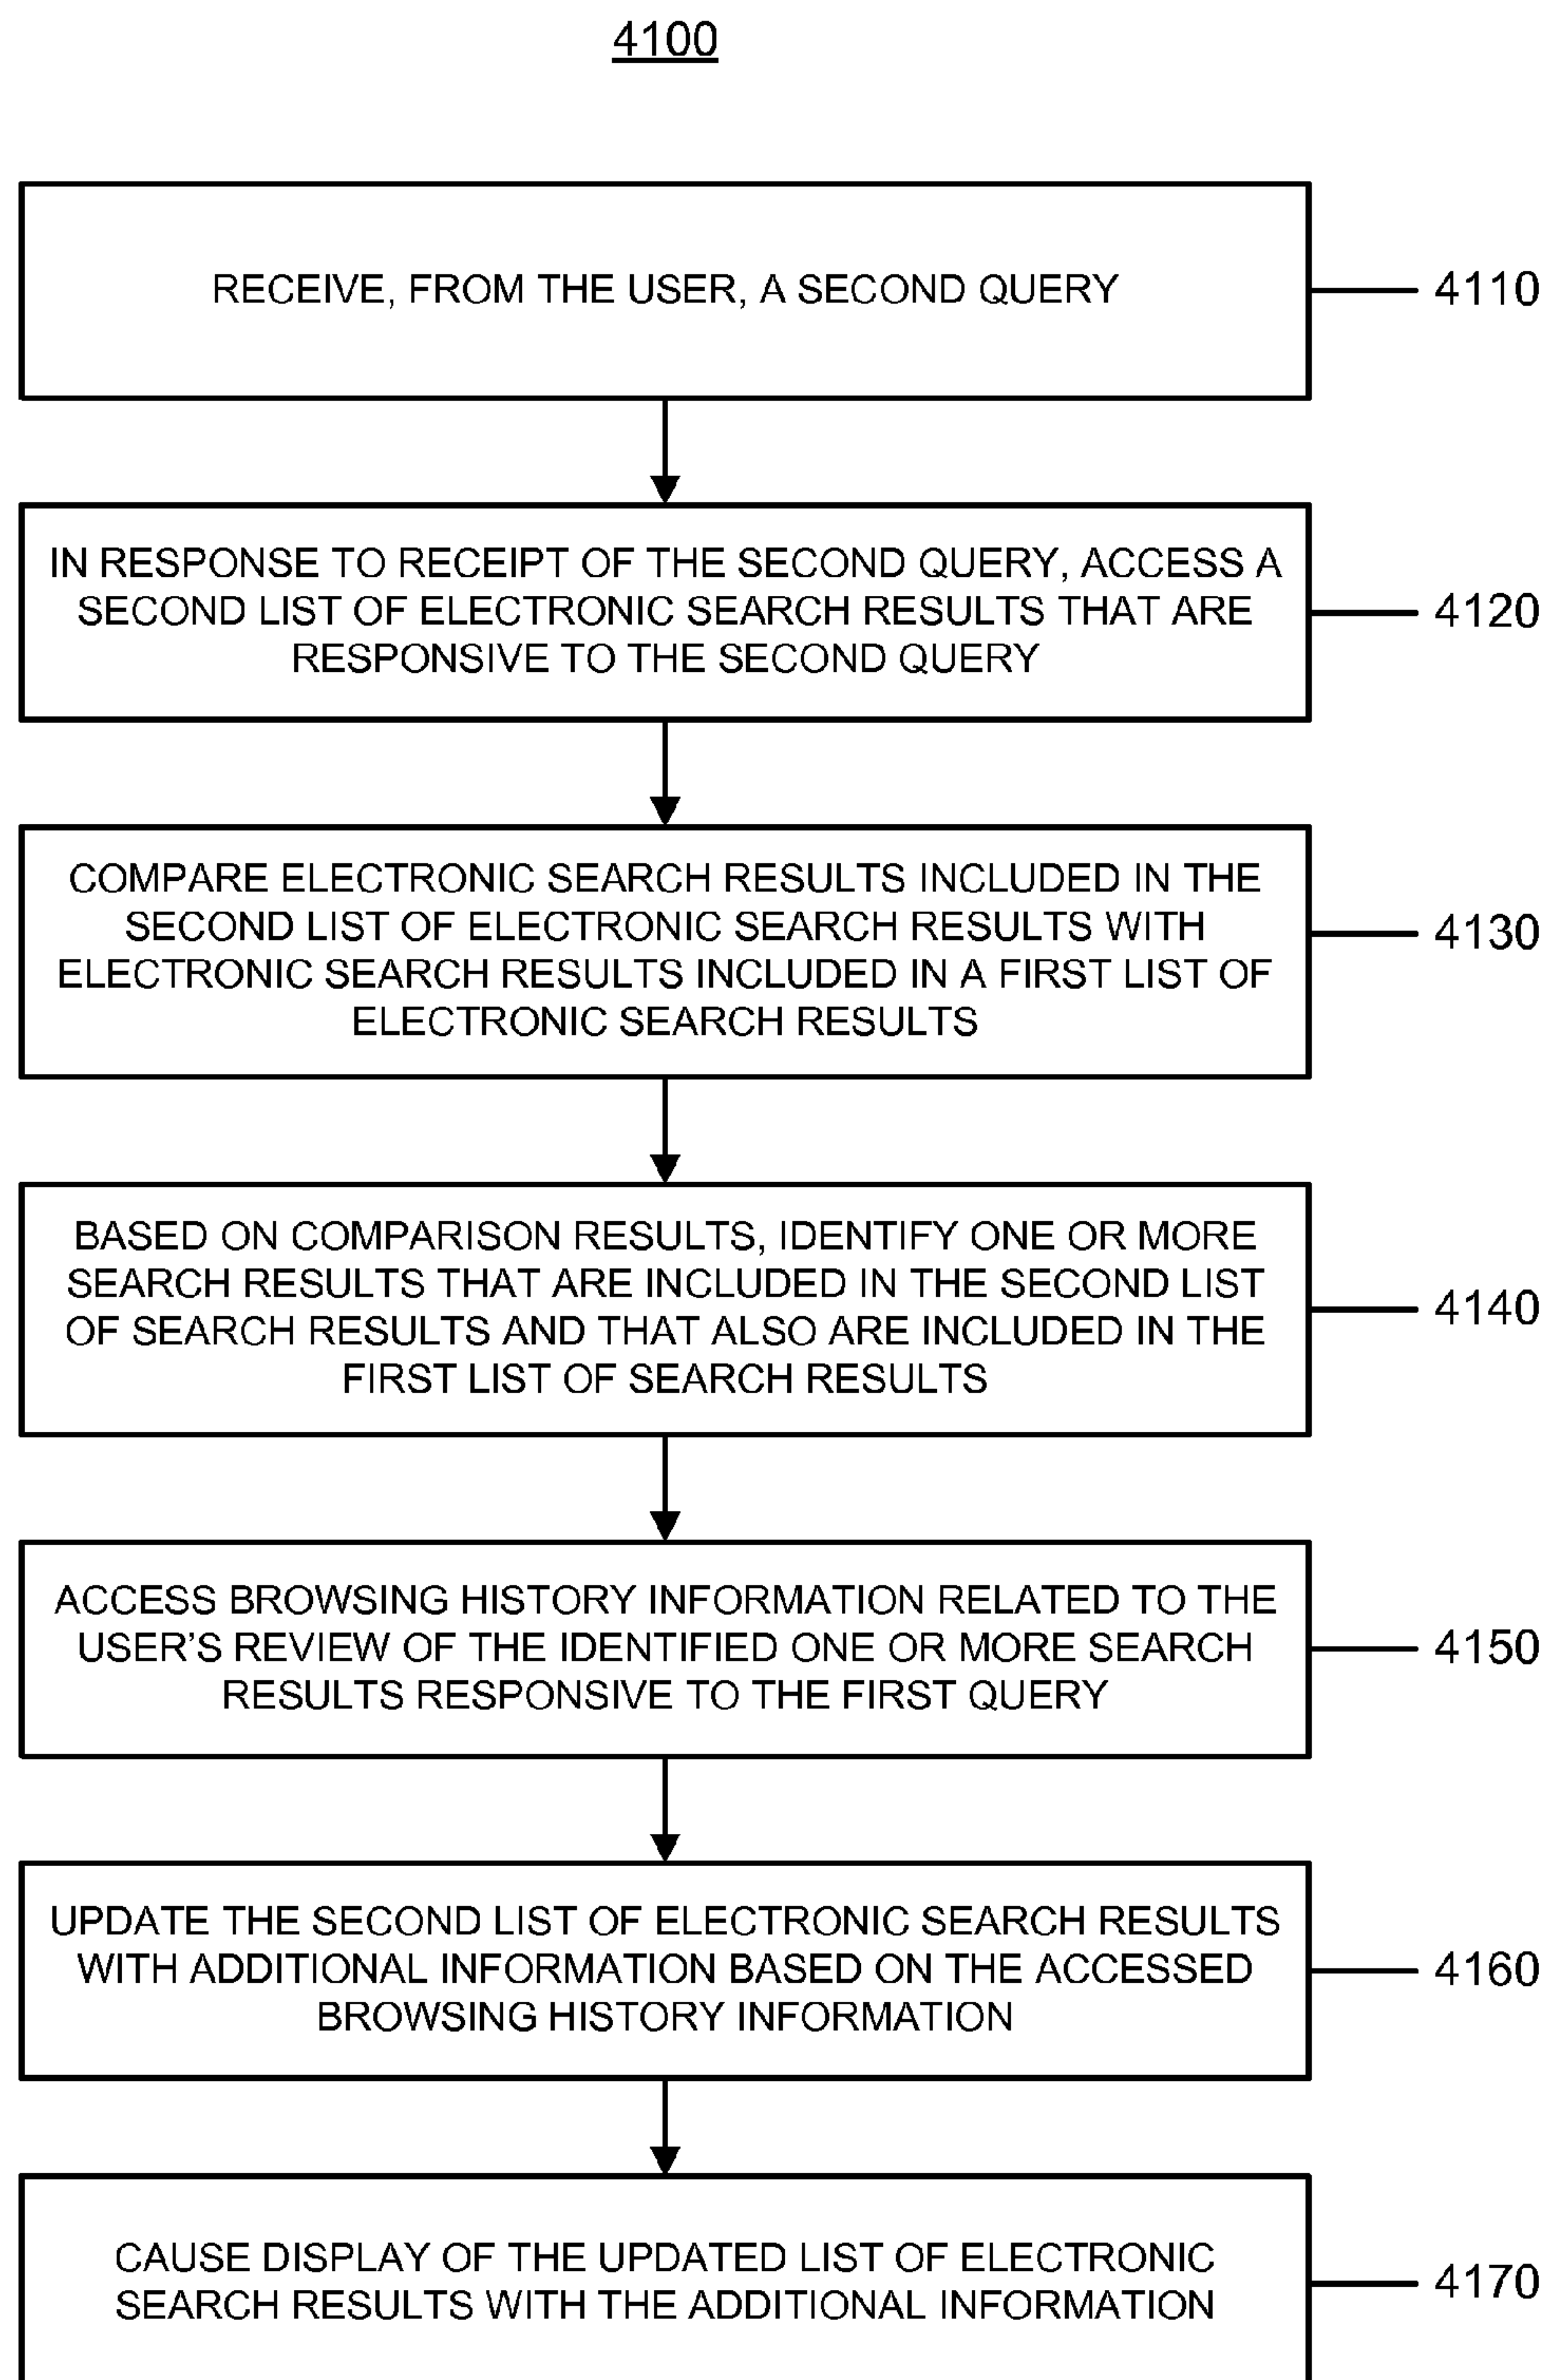 4100
RECEIVE, FROM THE USER, A SECOND QUERY
4110
IN RESPONSE TO RECEIPT OF THE SECOND QUERY, ACCESS A
SECOND LIST OF ELECTRONIC SEARCH RESULTS THAT ARE
RESPONSIVE TO THE SECOND QUERY
4120
COMPARE ELECTRONIC SEARCH RESULTS INCLUDED IN THE
SECOND LIST OF ELECTRONIC SEARCH RESULTS WITH
ELECTRONIC SEARCH RESULTS INCLUDED IN A FIRST LIST OF
ELECTRONIC SEARCH RESULTS
4130
BASED ON COMPARISON RESULTS, IDENTIFY ONE OR MORE
SEARCH RESULTS THAT ARE INCLUDED IN THE SECOND LIST
OF SEARCH RESULTS AND THAT ALSO ARE INCLUDED IN THE
FIRST LIST OF SEARCH RESULTS
4140
ACCESS BROWSING HISTORY INFORMATION RELATED TO THE
USER'S REVIEW OF THE IDENTIFIED ONE OR MORE SEARCH
RESULTS RESPONSIVE TO THE FIRST QUERY
4150
UPDATE THE SECOND LIST OF ELECTRONIC SEARCH RESULTS
WITH ADDITIONAL INFORMATION BASED ON THE ACCESSED
BROWSING HISTORY INFORMATION
4160
CAUSE DISPLAY OF THE UPDATED LIST OF ELECTRONIC
SEARCH RESULTS WITH THE ADDITIONAL INFORMATION
4170